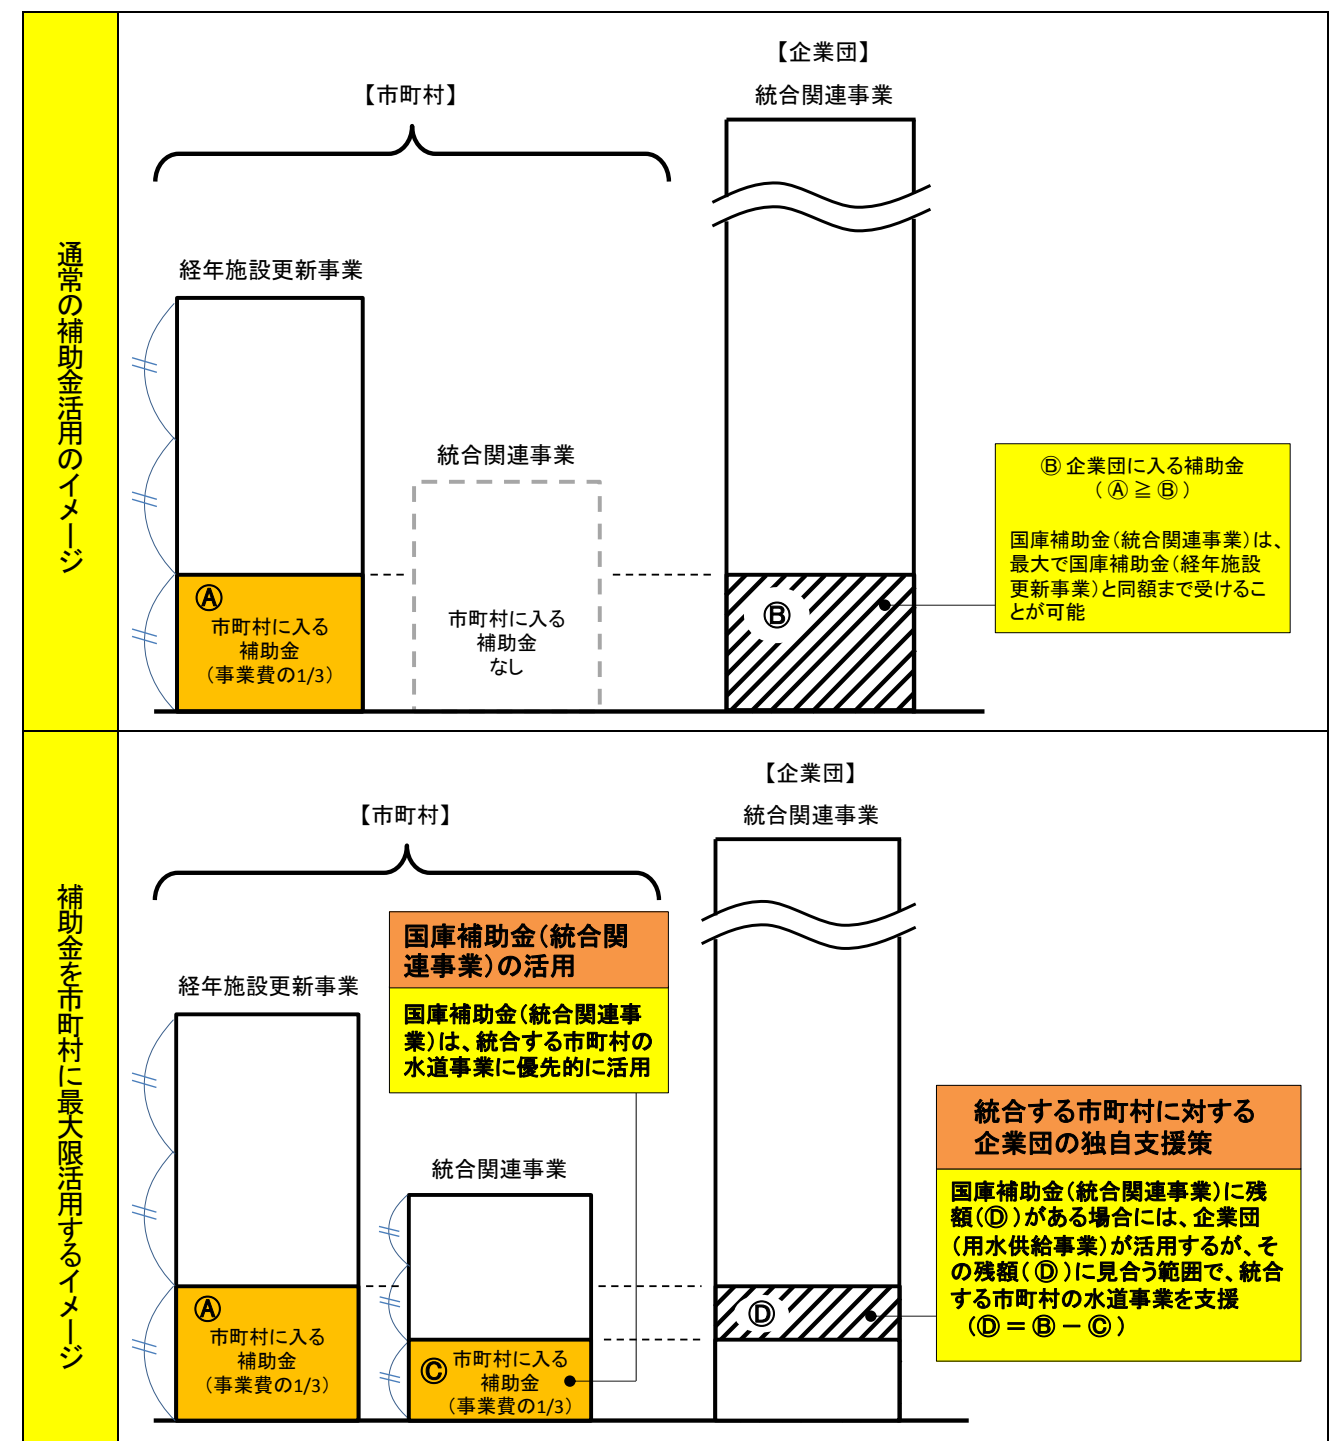 通常の補助金活用のイメージ
【企業団】
統合関連事業
【市町村】
経年施設更新事業
統合関連事業
Ⓐ
市町村に入る
補助金
（事業費の1/3）
市町村に入る
補助金
なし
Ⓑ
Ⓑ 企業団に入る補助金
（Ⓐ ≧ Ⓑ）
国庫補助金（統合関連事業）は、
最大で国庫補助金（経年施設
更新事業）と同額まで受けるこ
とが可能
補助金を市町村に最大限活用するイメージ
【企業団】
統合関連事業
【市町村】
国庫補助金（統合関
連事業）の活用
国庫補助金（統合関連事
業）は、統合する市町村の
水道事業に優先的に活用
経年施設更新事業
統合関連事業
統合する市町村に対する
企業団の独自支援策
国庫補助金（統合関連事業）に残
額（Ⓓ）がある場合には、企業団
（用水供給事業）が活用するが、そ
の残額（Ⓓ）に見合う範囲で、統合
する市町村の水道事業を支援
（Ⓓ ＝ Ⓑ － Ⓒ）
Ⓐ
市町村に入る
補助金
（事業費の1/3）
Ⓒ
市町村に入る
補助金
（事業費の1/3）
Ⓓ